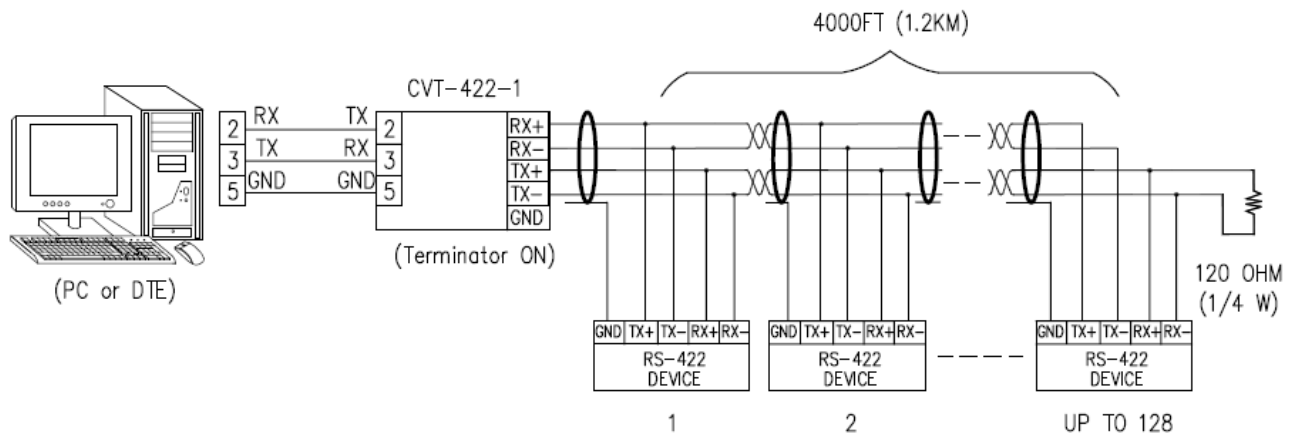 4000FT (1.2KM)
CVT-422-1
2 RX TX 2
3 TX RX 3
5 GND GND 5
RX+
RX-
TX+
TX-
GND
(Terminator ON)
(PC or DTE)
120 OHM
(1/4 W)
GND TX+ TX- RX+ RX-
RS-422
DEVICE
1
GND TX+ TX- RX+ RX-
RS-422
DEVICE
2
GND TX+ TX- RX+ RX-
RS-422
DEVICE
UP TO 128